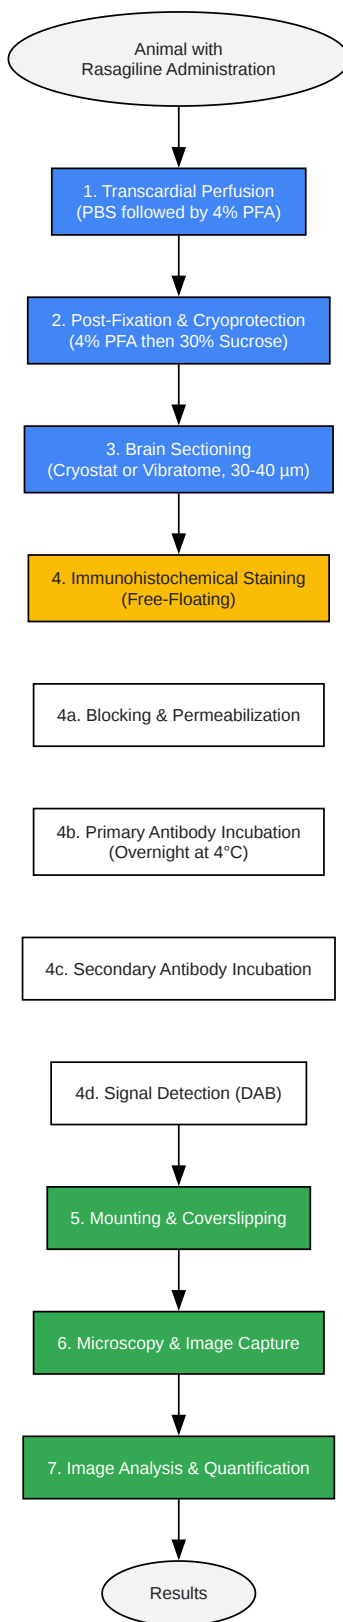 Animal with
Rasagiline Administration
1. Transcardial Perfusion
(PBS followed by 4% PFA)
2. Post-Fixation & Cryoprotection
(4% PFA then 30% Sucrose)
3. Brain Sectioning
(Cryostat or Vibratome, 30-40 µm)
4. Immunohistochemical Staining
(Free-Floating)
4a. Blocking & Permeabilization
4b. Primary Antibody Incubation
(Overnight at 4°C)
4c. Secondary Antibody Incubation
4d. Signal Detection (DAB)
5. Mounting & Coverslipping
6. Microscopy & Image Capture
7. Image Analysis & Quantification
Results